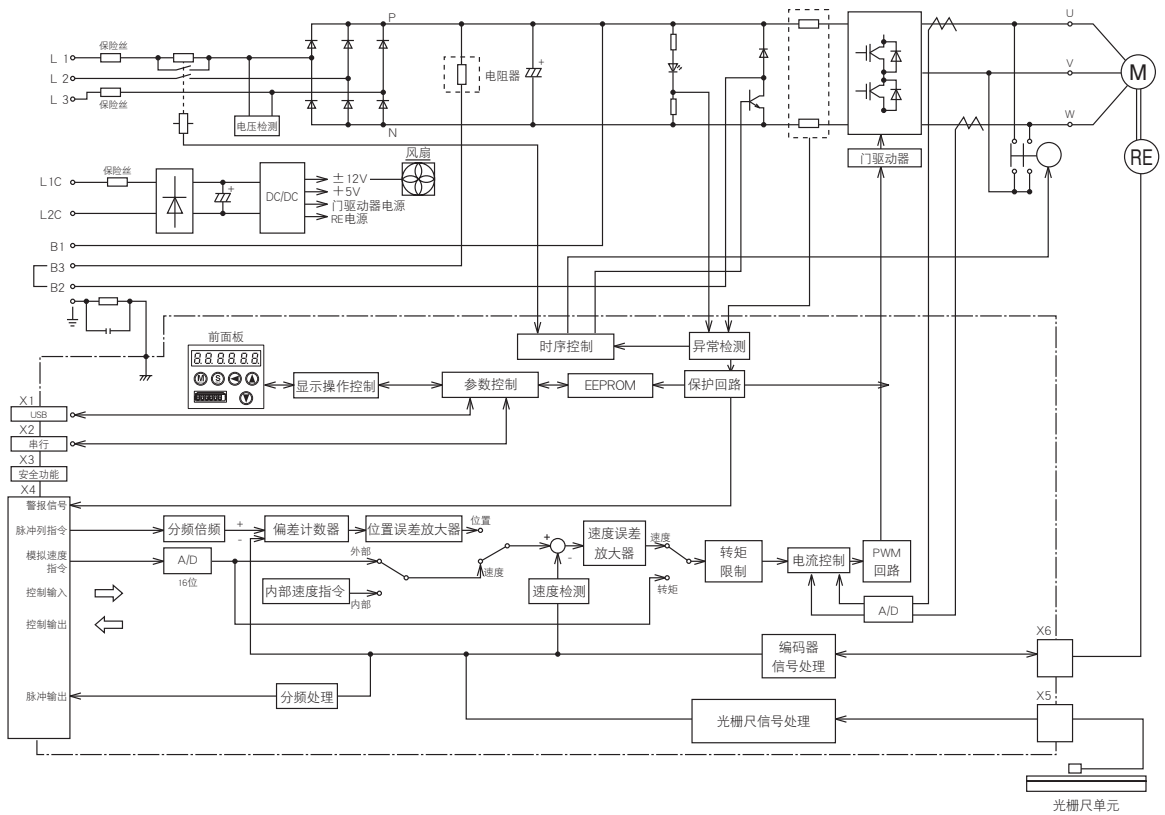 P
U
保险丝
L 1
L 2
L 3
保险丝
电压检测
电阻器
+
N
V
M
W
RE
门驱动器
风扇
保险丝
L1C
L2C
+
DC/DC
±12V
+5V
门驱动器电源
RE电源
B1
B3
B2
前面板
8.8.8.8.8.8.
M
S
时序控制
异常检测
显示操作控制
参数控制
EEPROM
保护回路
X1
USB
X2
串行
X3
安全功能
X4
警报信号
脉冲列指令
模拟速度
指令
控制输入
控制输出
脉冲输出
分频倍频
+
-
偏差计数器
位置误差放大器
位置
A/D
16位
外部
内部速度指令
内部
速度
+
-
速度检测
速度误差
放大器
速度
转矩
转矩
限制
电流控制
PWM
回路
A/D
编码器
信号处理
X6
分频处理
光栅尺信号处理
X5
光栅尺单元